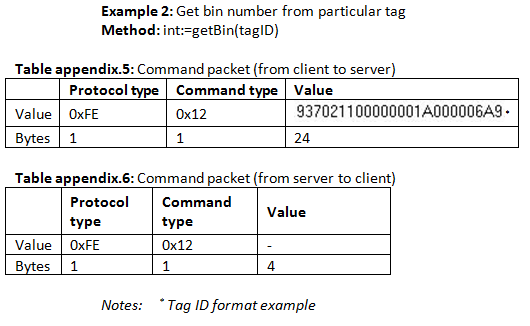 Example 2: Get bin number from particular tag
Method: int:=getBin(tagID)
Table appendix.5: Command packet (from client to server)
Protocol type Command type Value
Value 0xFE 0x12 937021100000001A000006A9*
Bytes 1 1 24
Table appendix.6: Command packet (from server to client)
Protocol type Command type Value
Value 0xFE 0x12 -
Bytes 1 1 4
Notes: * Tag ID format example